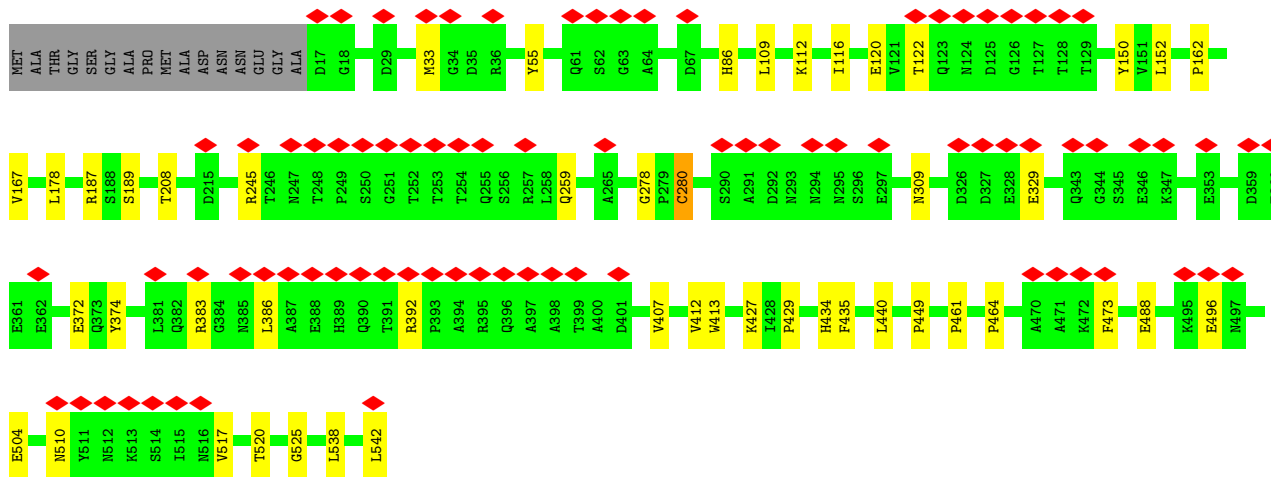 MET ALA THR GLY SER GLY ALA PRO MET ALA ASP ASN ASN GLU GLY ALA D17 G18 D29 M33 G34 D35 R36 Y55 Q61 S62 G63 A64 D67 H86 L109 K112 I116 E120 V121 T122 Q123 N124 D125 G126 T127 T128 T129 Y150 V151 L152 P162
V167 L178 R187 S188 S189 T208 D215 R245 T246 N247 T248 P249 S250 G251 T252 T253 T254 Q255 S256 R257 L258 Q259 A265 G278 P279 C280 S290 A291 D292 N293 N294 N295 S296 E297 N309 D326 D327 E328 E329 Q343 G344 S345 E346 K347 E353 D359
E361 E362 E372 Q373 Y374 L381 Q382 R383 G384 N385 L386 A387 E388 H389 Q390 T391 R392 P393 A394 R395 Q396 A397 A398 T399 A400 D401 V407 V412 W413 K427 I428 P429 H434 F435 L440 P449 P461 P464 A470 A471 K472 F473 E488 K495 E496 N497
E504 N510 Y511 N512 K513 S514 I515 N516 V517 T520 G525 L538 L542